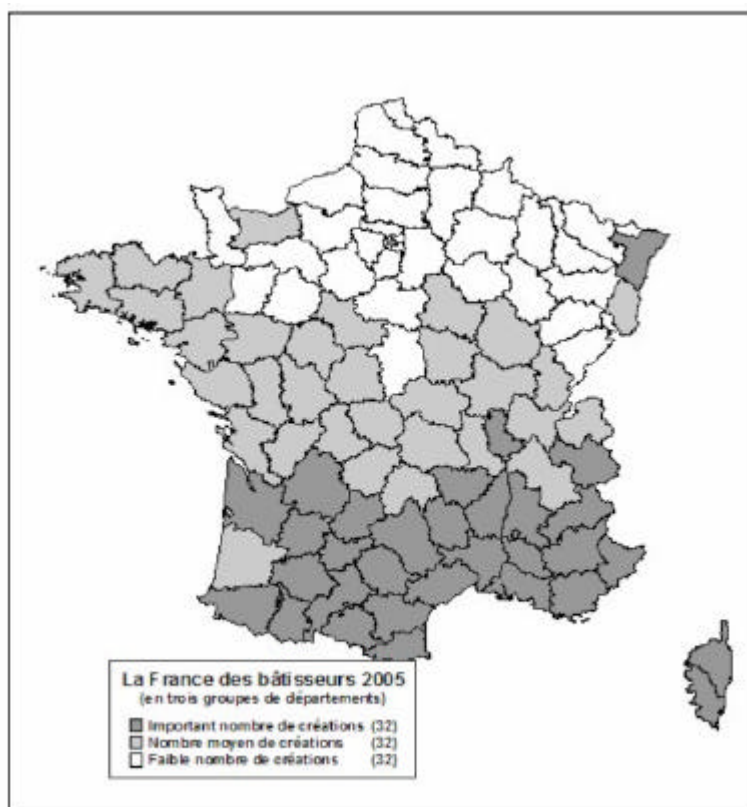 La France des bâtisseurs 2005
(en trois groupes de départements)
Important nombre de créations (32)
Nombre moyen de créations (32)
Faible nombre de créations (32)